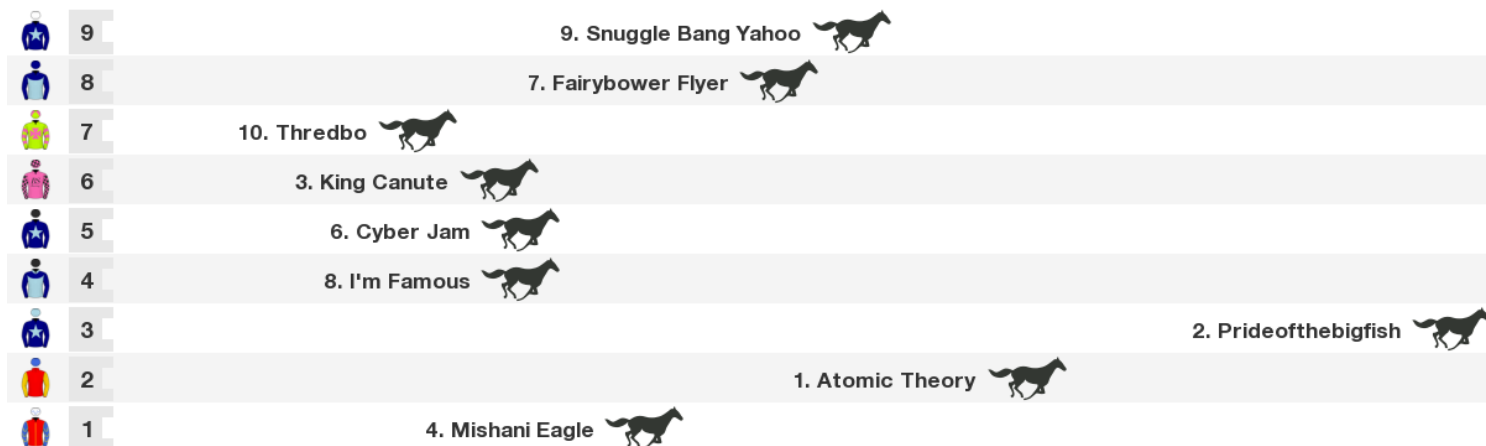 9 9. Snuggle Bang Yahoo
8 7. Fairybower Flyer
7 10. Thredbo
6 3. King Canute
5 6. Cyber Jam
4 8. I'm Famous
3 2. Prideofthebigfish
2 1. Atomic Theory
1 4. Mishani Eagle